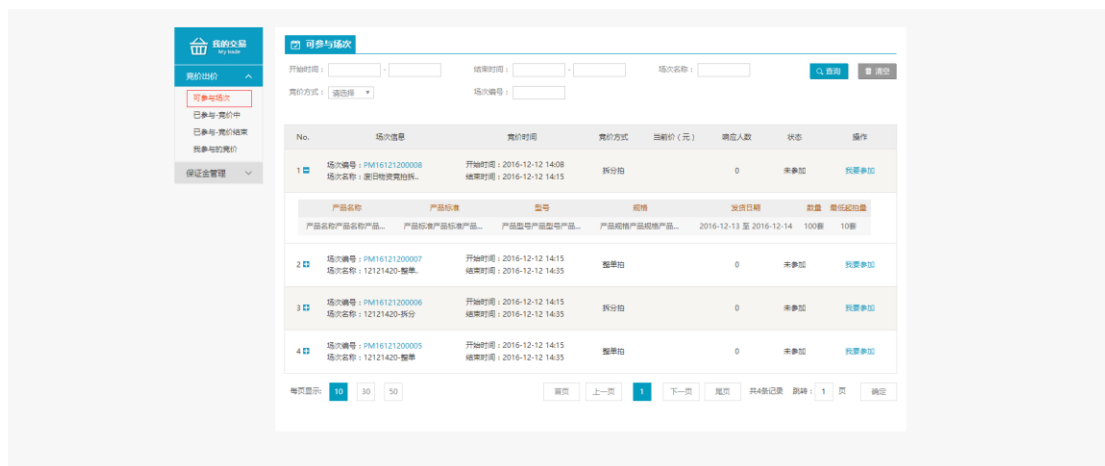 我的交易
My trade
竞价出价
可参与场次
已参与-竞价中
已参与-竞价结束
我参与的竞价
保证金管理
可参与场次
开始时间： - 结束时间： - 场次名称： 查询 清空
竞价方式： 请选择 场次编号：
No. 场次信息 竞价时间 竞价方式 当前价（元） 响应人数 状态 操作
1 场次编号：PM16121200008 开始时间：2016-12-12 14:08 拆分拍 0 未参加 我要参加
场次名称：废旧物资竞拍拆... 结束时间：2016-12-12 14:15
产品名称 产品标准 型号 规格 发货日期 数量 最低起拍量
产品名称产品名称产品... 产品标准产品标准产品... 产品型号产品型号产品... 产品规格产品规格产品... 2016-12-13 至 2016-12-14 100套 10套
2 场次编号：PM16121200007 开始时间：2016-12-12 14:15 整单拍 0 未参加 我要参加
场次名称：12121420-整单. 结束时间：2016-12-12 14:35
3 场次编号：PM16121200006 开始时间：2016-12-12 14:15 拆分拍 0 未参加 我要参加
场次名称：12121420-拆分 结束时间：2016-12-12 14:35
4 场次编号：PM16121200005 开始时间：2016-12-12 14:15 整单拍 0 未参加 我要参加
场次名称：12121420-整单 结束时间：2016-12-12 14:35
每页显示: 10 30 50 首页 上一页 1 下一页 尾页 共4条记录 跳转： 1 页 确定